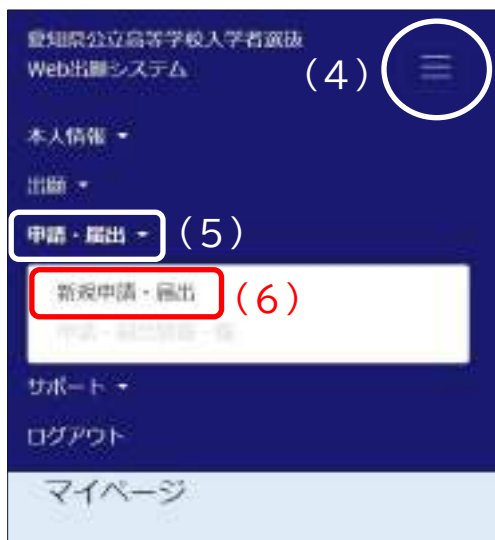 愛知県公立高等学校入学者選抜
Web出願システム
(4)
本人情報
出願
申請・届出
(5)
新規申請・届出
(6)
サポート
ログアウト
マイページ